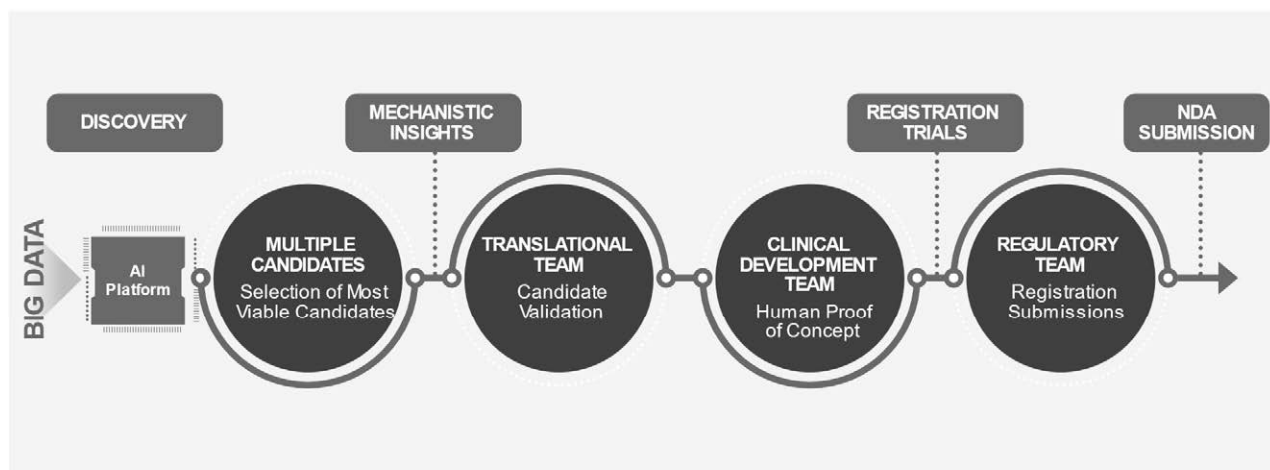 DISCOVERY
MECHANISTIC
INSIGHTS
REGISTRATION
TRIALS
NDA
SUBMISSION
BIG DATA
AI
Platform
MULTIPLE
CANDIDATES
Selection of Most
Viable Candidates
TRANSLATIONAL
TEAM
Candidate
Validation
CLINICAL
DEVELOPMENT
TEAM
Human Proof
of Concept
REGULATORY
TEAM
Registration
Submissions